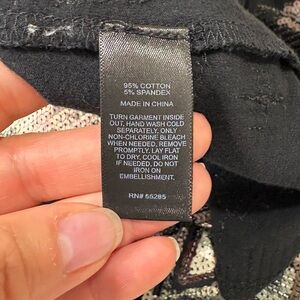 95% COTTON
5% SPANDEX
MADE IN CHINA
TURN GARMENT INSIDE
OUT, HAND WASH COLD
SEPARATELY, ONLY
NON-CHLORINE BLEACH
WHEN NEEDED, REMOVE
PROMPTLY, LAY FLAT
TO DRY, COOL IRON
IF NEEDED, DO NOT
IRON ON
EMBELLISHMENT.
RN# 55285